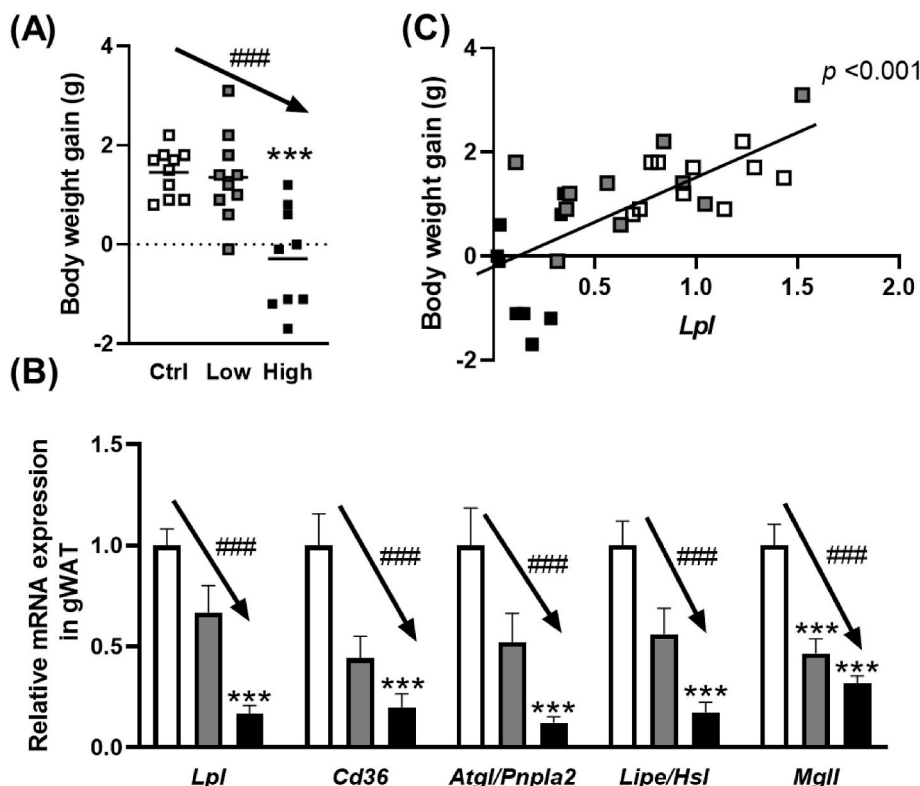 (A)
Body weight gain (g)
4
2
0
-2
###
***
Ctrl Low High
(C)
Body weight gain (g)
4
2
0
-2
p <0.001
0.5 1.0 1.5 2.0
Lpl
(B)
Relative mRNA expression
in gWAT
1.5
1.0
0.5
0.0
### ### ### ### ###
*** *** *** *** *** ***
Lpl Cd36 Atgl/Pnpla2 Lipe/Hsl Mgll